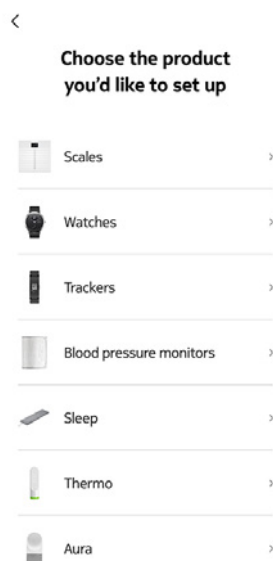 Choose the product
you'd like to set up
Scales
Watches
Trackers
Blood pressure monitors
Sleep
Thermo
Aura